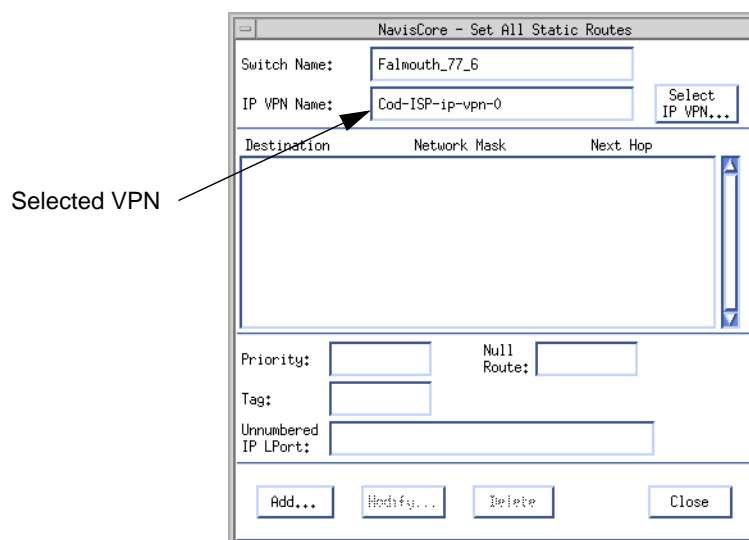 NavisCore - Set All Static Routes
Switch Name: Falmouth_77_6
IP VPN Name: Cod-ISP-ip-vpn-0
Select
IP VPN...
Destination Network Mask Next Hop
Selected VPN
Priority: Null
Route:
Tag:
Unnumbered
IP LPort:
Add... Modify... Delete Close